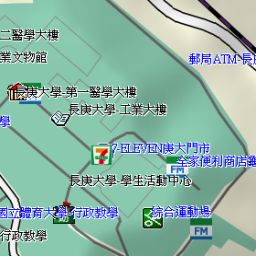 二醫學大樓
業文物館
郵局ATM-長
長庚大學-第一醫學大樓
長庚大學-工業大樓
學
7-ELEVEN庚大門市
全家便利商店
FM
長庚大學-學生活動中心
國立體育大學-行政教學
綜合運動場
行政教學
FM
FM